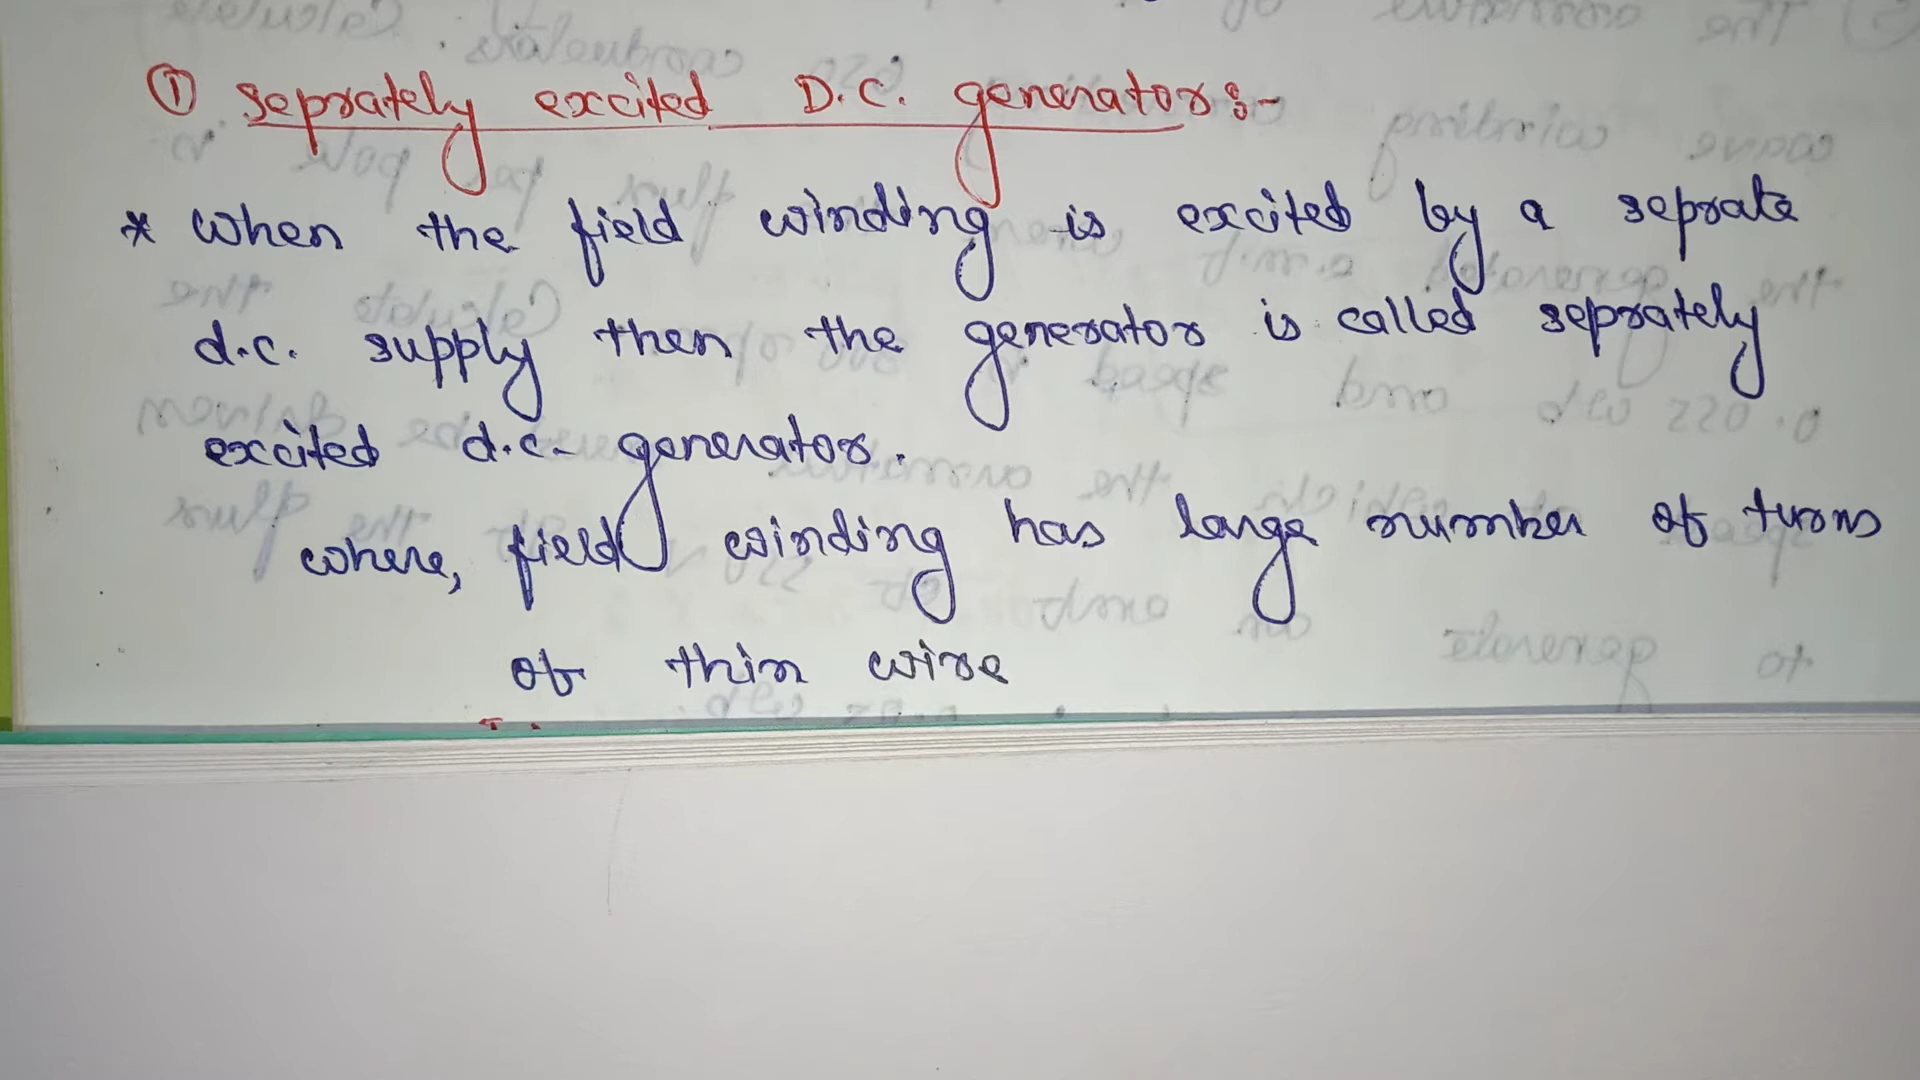 ① seprately excited D.C. generator:-
* When the field winding is excited by a seprate
d.c. supply then the generator is called seprately
excited d.c. generator.
where, field winding has large number of turns
of thin wire